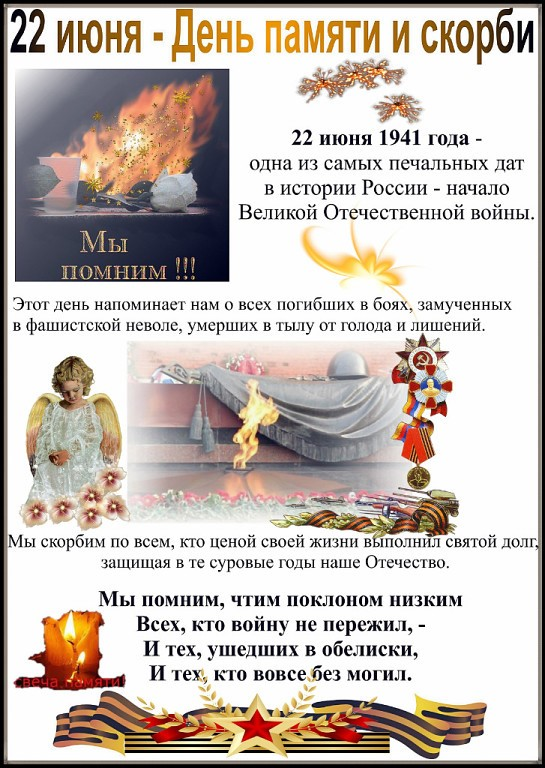 22 июня - День памяти и скорби
22 июня 1941 года -
одна из самых печальных дат
в истории России - начало
Великой Отечественной войны.
Мы
помним !!!
Этот день напоминает нам о всех погибших в боях, замученных
в фашистской неволе, умерших в тылу от голода и лишений.
Мы скорбим по всем, кто ценой своей жизни выполнил святой долг,
защищая в те суровые годы наше Отечество.
Мы помним, чтим поклоном низким
Всех, кто войну не пережил, -
И тех, ушедших в обелиски,
И тех, кто вовсе без могил.
свеча памяти